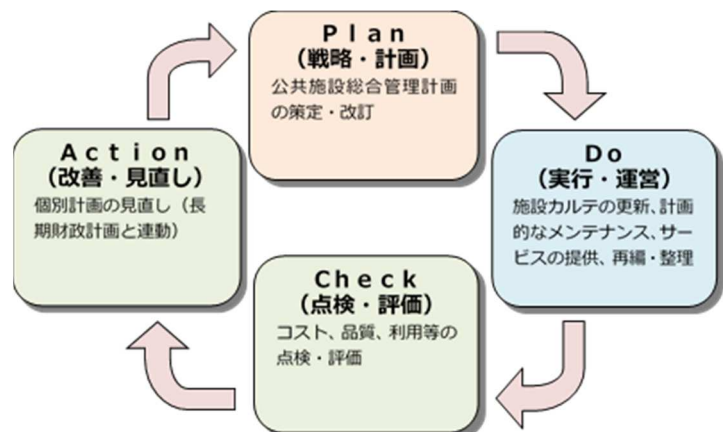 Plan
(戦略・計画)
公共施設総合管理計画
の策定・改訂
Do
(実行・運営)
施設カルテの更新、計画
的なメンテナンス、サー
ビスの提供、再編・整理
Check
(点検・評価)
コスト、品質、利用等の
点検・評価
Action
(改善・見直し)
個別計画の見直し(長
期財政計画と連動)